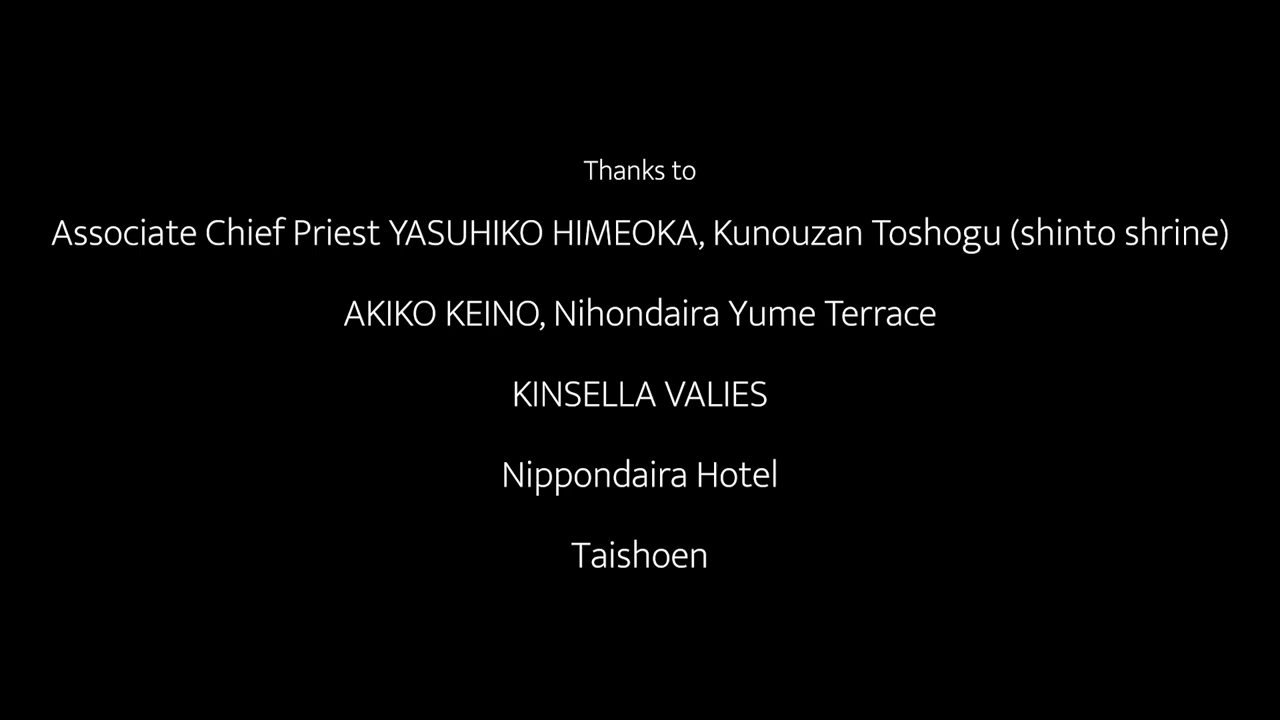 Thanks to
Associate Chief Priest YASUHIKO HIMEOKA, Kunouzan Toshogu (shinto shrine)
AKIKO KEINO, Nihondaira Yume Terrace
KINSELLA VALIES
Nippondaira Hotel
Taishoen